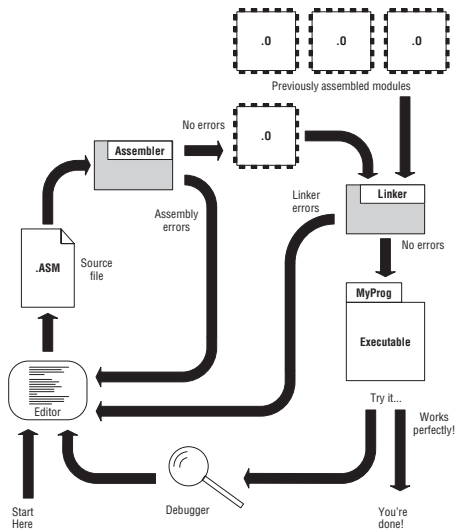 .O .O .O
Previously assembled modules
No errors
.O
Assembler
Linker
errors
Linker
Assembly
errors
No errors
.ASM
Source
file
MyProg
Executable
Editor
Try it...
Works
perfectly!
Start
Here
Debugger
You're
done!